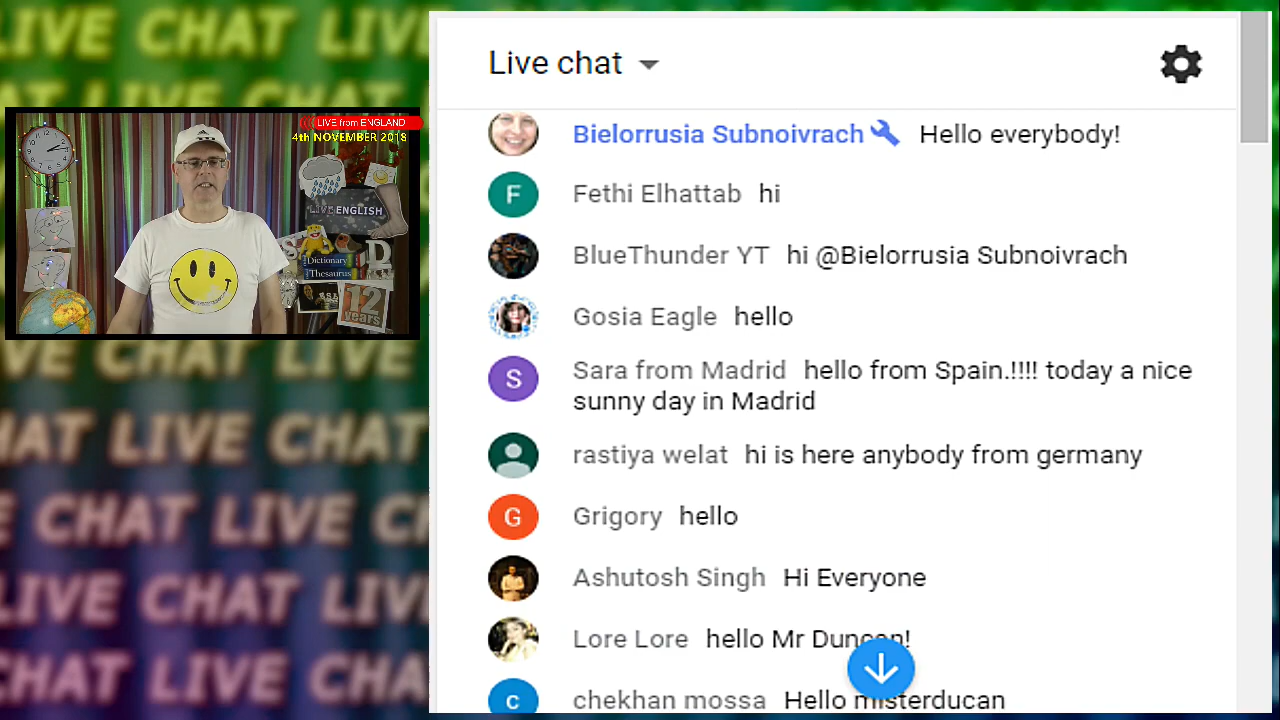 LIVE CHAT LIVE
LIVE from ENGLAND
4th NOVEMBER 2018
LIVE ENGLISH
S
D
Dictionary
Thesaurus
12
years
VE CHAT LIVE
HAT LIVE CHAT
E CHAT LIVE C
LIVE CHAT LIVE
HAT LIVE CHAT
Live chat
Bielorrusia Subnoivrach Hello everybody!
F Fethi Elhattab hi
BlueThunder YT hi @Bielorrusia Subnoivrach
Gosia Eagle hello
S Sara from Madrid hello from Spain.!!!! today a nice
sunny day in Madrid
rastiya welat hi is here anybody from germany
G Grigory hello
Ashutosh Singh Hi Everyone
Lore Lore hello Mr Duncan!
c chekhan mossa Hello misterducan